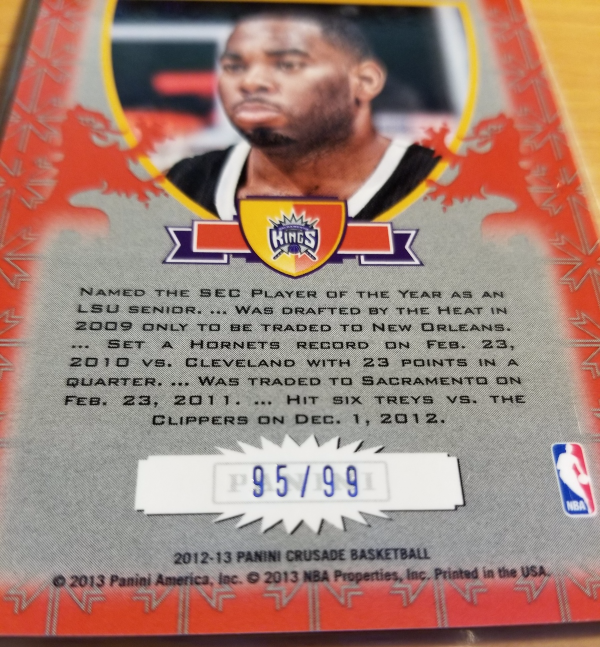 KINGS
NAMED THE SEC PLAYER OF THE YEAR AS AN
LSU SENIOR. ... WAS DRAFTED BY THE HEAT IN
2009 ONLY TO BE TRADED TO NEW ORLEANS.
... SET A HORNETS RECORD ON FEB. 23,
2010 VS. CLEVELAND WITH 23 POINTS IN A
QUARTER. ... WAS TRADED TO SACRAMENTO ON
FEB. 23, 2011. ... HIT SIX TREYS VS. THE
CLIPPERS ON DEC. 1, 2012.
PANINI
95/99
NBA
2012-13 PANINI CRUSADE BASKETBALL
© 2013 Panini America, Inc. © 2013 NBA Properties, Inc. Printed in the USA.